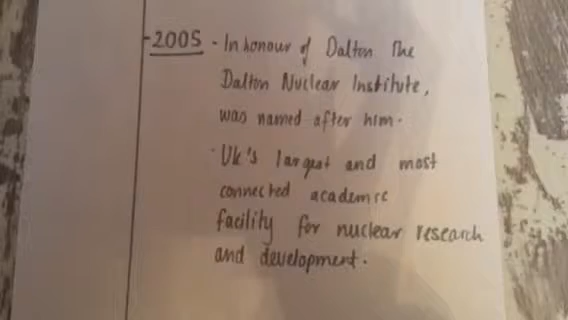 -2005 - In honour of Dalton The
Dalton Nuclear Institute,
was named after him.
· Uk's largest and most
connected academic
facility for nuclear research
and development.